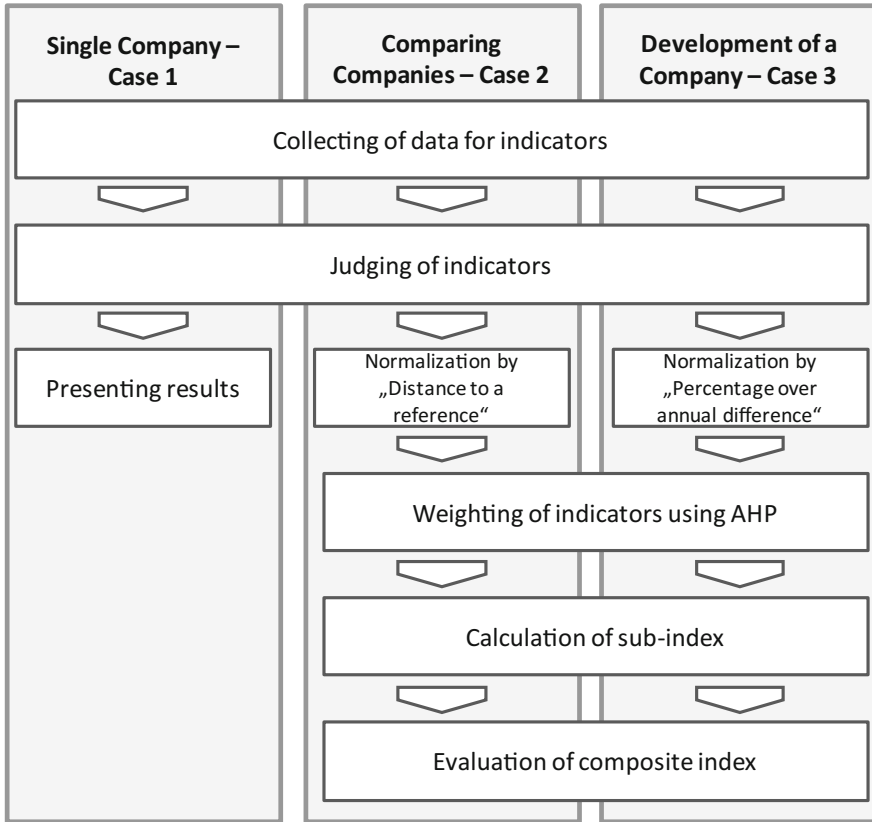 Single Company –
Case 1
Comparing
Companies – Case 2
Development of a
Company – Case 3
Collecting of data for indicators
Judging of indicators
Presenting results
Normalization by
„Distance to a
reference“
Normalization by
„Percentage over
annual difference“
Weighting of indicators using AHP
Calculation of sub-index
Evaluation of composite index